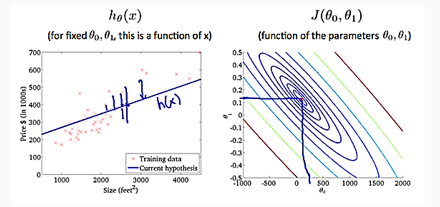 hθ(x)
(for fixed θ₀, θ₁, this is a function of x)
700
600
500
400
300
200
100
0
Price $ (in 1000s)
h(x)
Training data
Current hypothesis
1000
2000
3000
4000
Size (feet²)
J(θ₀, θ₁)
(function of the parameters θ₀, θ₁)
0.5
0.4
0.3
0.2
0.1
0
-0.1
-0.2
-0.3
-0.4
-0.5
θ₁
-1000
-500
0
500
1000
1500
2000
θ₀